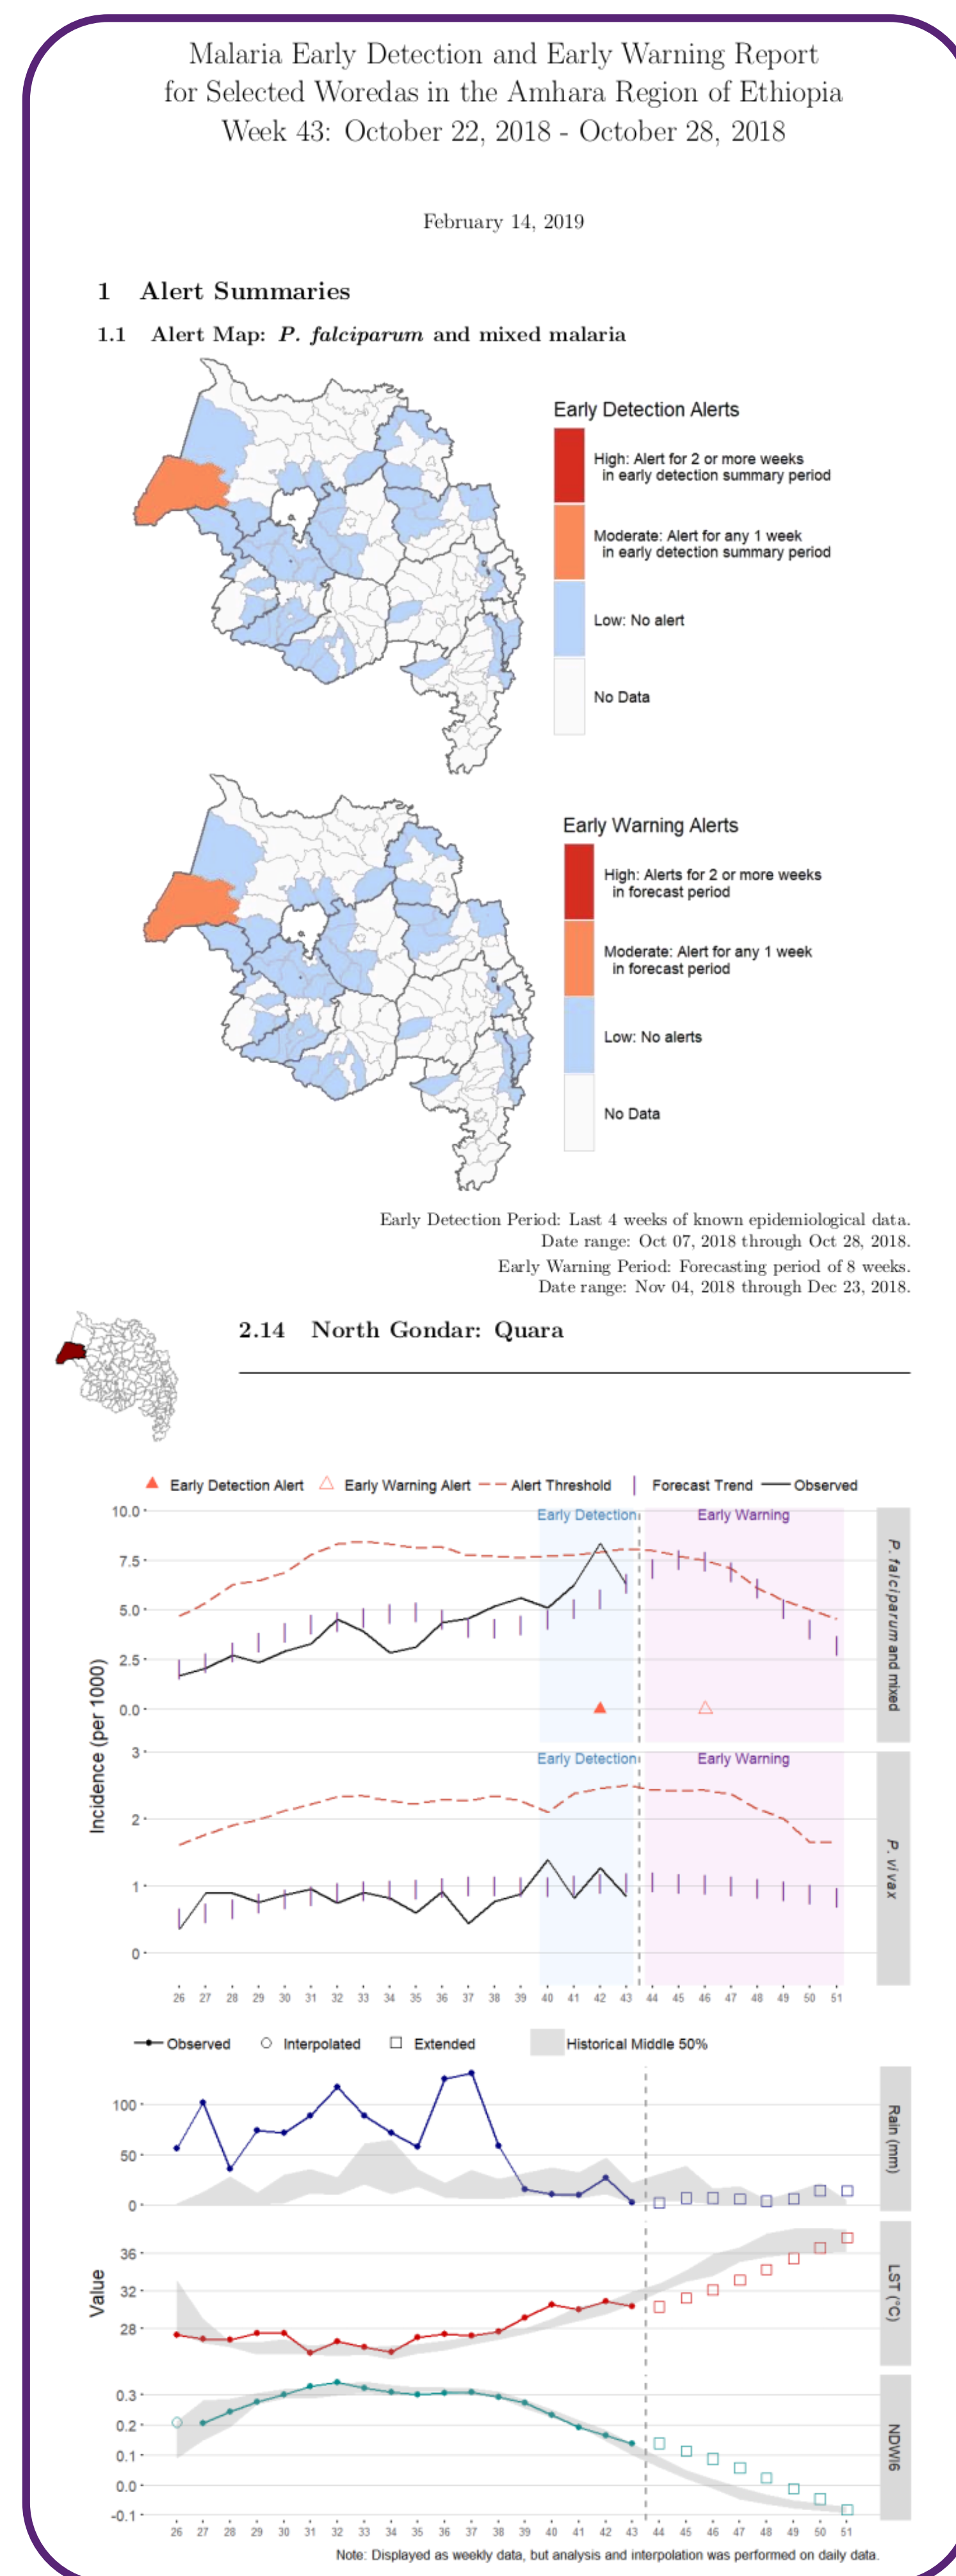 Malaria Early Detection and Early Warning Report
for Selected Woredas in the Amhara Region of Ethiopia
Week 43: October 22, 2018 - October 28, 2018
February 14, 2019
1 Alert Summaries
1.1 Alert Map: P. falciparum and mixed malaria
Early Detection Alerts
High: Alert for 2 or more weeks
in early detection summary period
Moderate: Alert for any 1 week
in early detection summary period
Low: No alert
No Data
Early Warning Alerts
High: Alerts for 2 or more weeks
in forecast period
Moderate: Alert for any 1 week
in forecast period
Low: No alerts
No Data
Early Detection Period: Last 4 weeks of known epidemiological data.
Date range: Oct 07, 2018 through Oct 28, 2018.
Early Warning Period: Forecasting period of 8 weeks.
Date range: Nov 04, 2018 through Dec 23, 2018.
2.14 North Gondar: Quara
Early Detection Alert Early Warning Alert Alert Threshold Forecast Trend Observed
Incidence (per 1000)
10.0
7.5
5.0
2.5
0.0
Early Detection Early Warning
P. falciparum and mixed
3
2
1
0
Early Detection Early Warning
P. vivax
26 27 28 29 30 31 32 33 34 35 36 37 38 39 40 41 42 43 44 45 46 47 48 49 50 51
Observed Interpolated Extended Historical Middle 50%
Value
100
50
0
Rain (mm)
36
32
28
LST (°C)
0.3
0.2
0.1
0.0
-0.1
NDWI6
26 27 28 29 30 31 32 33 34 35 36 37 38 39 40 41 42 43 44 45 46 47 48 49 50 51
Note: Displayed as weekly data, but analysis and interpolation was performed on daily data.